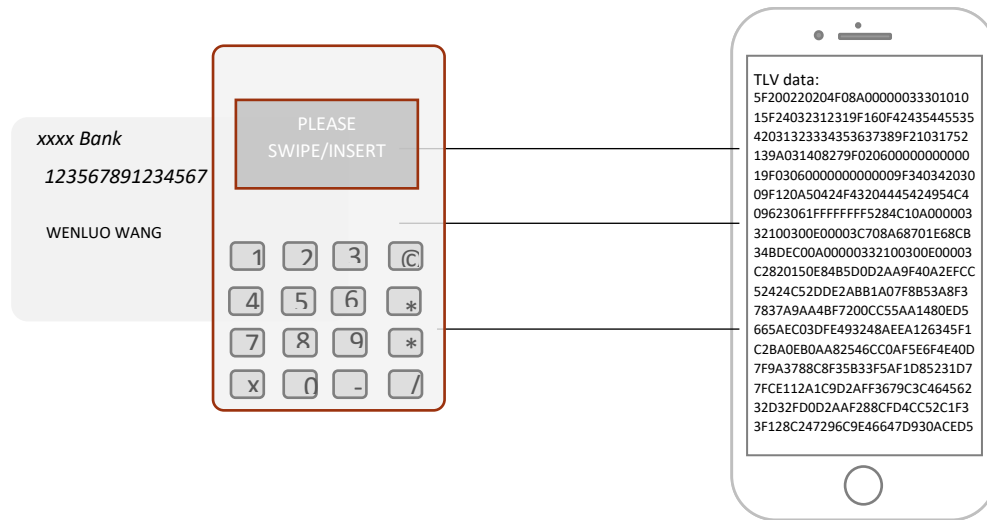 xxxx Bank
123567891234567
WENLUO WANG
PLEASE
SWIPE/INSERT
1 2 3 ©
4 5 6 *
7 8 9 *
x 0 - /
TLV data:
5F200220204F08A00000033301010
15F24032312319F160F42435445535
42031323334353637389F21031752
139A031408279F020600000000000
19F03060000000000009F340342030
09F120A50424F43204445424954C4
09623061FFFFFFFF5284C10A000003
32100300E00003C708A68701E68CB
34BDEC00A00000332100300E00003
C2820150E84B5D0D2AA9F40A2EFCC
52424C52DDE2ABB1A07F8B53A8F3
7837A9AA4BF7200CC55AA1480ED5
665AEC03DFE493248AEEA126345F1
C2BA0EB0AA82546CC0AF5E6F4E40D
7F9A3788C8F35B33F5AF1D85231D7
7FCE112A1C9D2AFF3679C3C464562
32D32FD0D2AAF288CFD4CC52C1F3
3F128C247296C9E46647D930ACED5